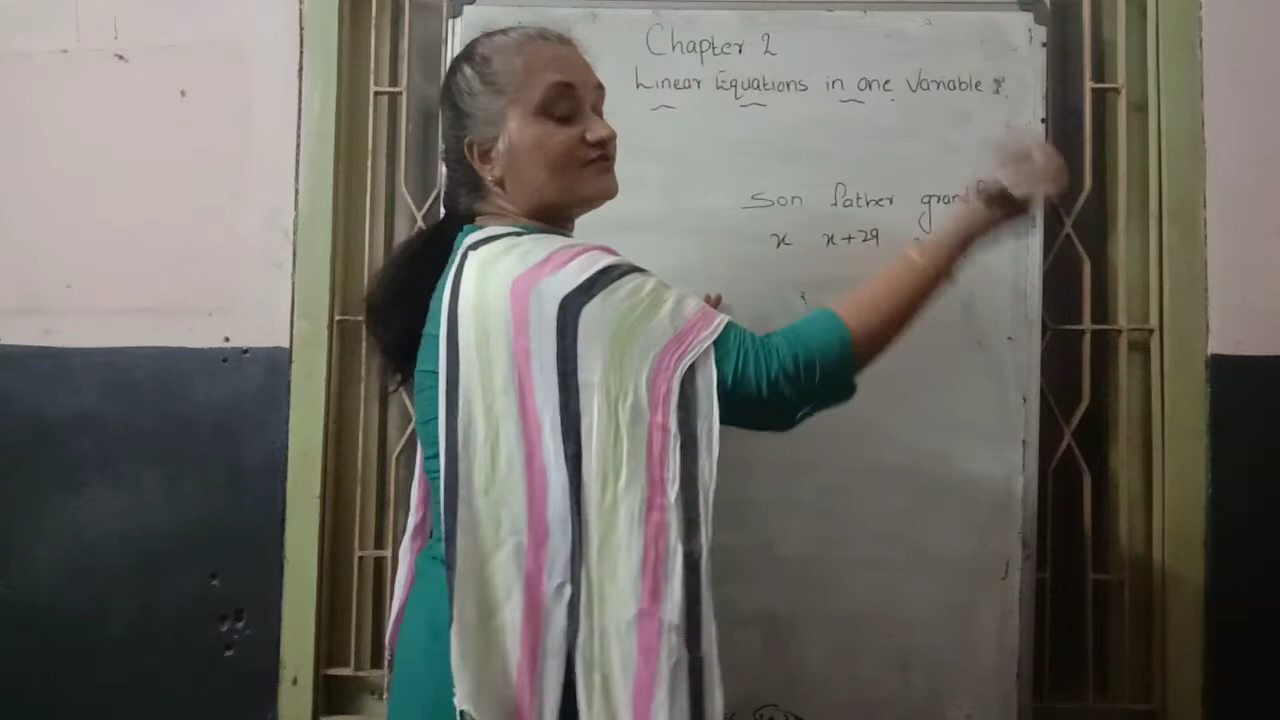 Chapter 2
Linear Equations in one Variable
Son father
x x+29